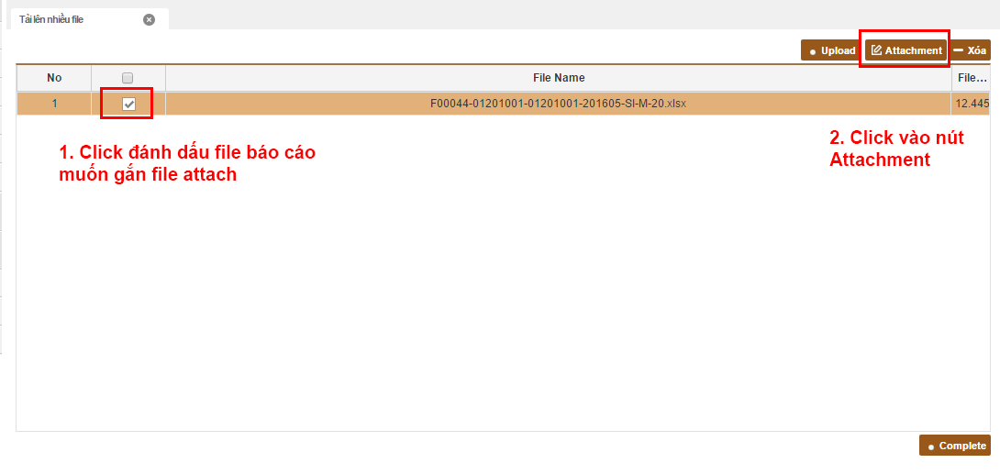 Tải lên nhiều file
Upload Attachment Xóa
No File Name File...
1 F00044-01201001-01201001-201605-SI-M-20.xlsx 12.445
1. Click đánh dấu file báo cáo
muốn gắn file attach
2. Click vào nút
Attachment
Complete